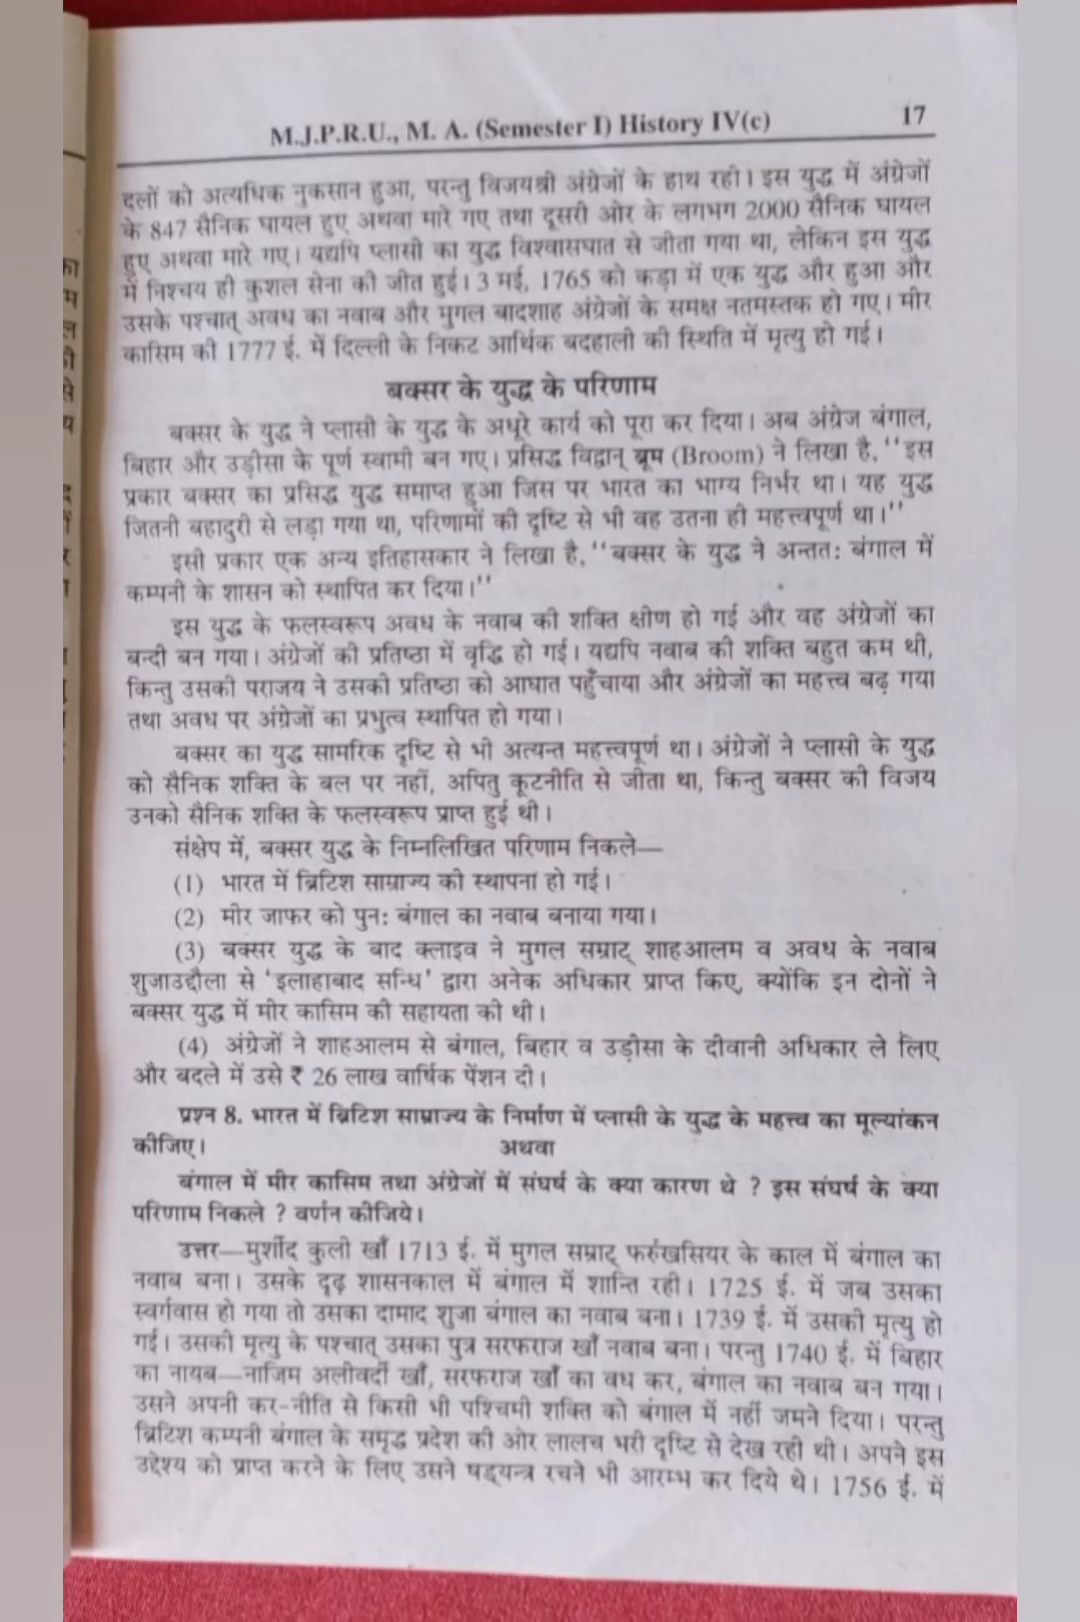 M.J.P.R.U., M. A. (Semester I) History IV(c) 17
दलों को अत्यधिक नुकसान हुआ, परन्तु विजयश्री अंग्रेजों के हाथ रही। इस युद्ध में अंग्रेजों
के 847 सैनिक घायल हुए अथवा मारे गए तथा दूसरी ओर के लगभग 2000 सैनिक घायल
हुए अथवा मारे गए। यद्यपि प्लासी का युद्ध विश्वासघात से जीता गया था, लेकिन इस युद्ध
में निश्चय ही कुशल सेना की जीत हुई। 3 मई, 1765 को कड़ा में एक युद्ध और हुआ और
उसके पश्चात् अवध का नवाब और मुगल बादशाह अंग्रेजों के समक्ष नतमस्तक हो गए। मीर
कासिम की 1777 ई. में दिल्ली के निकट आर्थिक बदहाली की स्थिति में मृत्यु हो गई।
बक्सर के युद्ध के परिणाम
बक्सर के युद्ध ने प्लासी के युद्ध के अधूरे कार्य को पूरा कर दिया। अब अंग्रेज बंगाल,
बिहार और उड़ीसा के पूर्ण स्वामी बन गए। प्रसिद्ध विद्वान् ब्रूम (Broom) ने लिखा है, ‘‘इस
प्रकार बक्सर का प्रसिद्ध युद्ध समाप्त हुआ जिस पर भारत का भाग्य निर्भर था। यह युद्ध
जितनी बहादुरी से लड़ा गया था, परिणामों की दृष्टि से भी वह उतना ही महत्त्वपूर्ण था।’’
इसी प्रकार एक अन्य इतिहासकार ने लिखा है, ‘‘बक्सर के युद्ध ने अन्ततः बंगाल में
कम्पनी के शासन को स्थापित कर दिया।’’
इस युद्ध के फलस्वरूप अवध के नवाब की शक्ति क्षीण हो गई और वह अंग्रेजों का
बन्दी बन गया। अंग्रेजों की प्रतिष्ठा में वृद्धि हो गई। यद्यपि नवाब की शक्ति बहुत कम थी,
किन्तु उसकी पराजय ने उसकी प्रतिष्ठा को आघात पहुँचाया और अंग्रेजों का महत्त्व बढ़ गया
तथा अवध पर अंग्रेजों का प्रभुत्व स्थापित हो गया।
बक्सर का युद्ध सामरिक दृष्टि से भी अत्यन्त महत्त्वपूर्ण था। अंग्रेजों ने प्लासी के युद्ध
को सैनिक शक्ति के बल पर नहीं, अपितु कूटनीति से जीता था, किन्तु बक्सर की विजय
उनको सैनिक शक्ति के फलस्वरूप प्राप्त हुई थी।
संक्षेप में, बक्सर युद्ध के निम्नलिखित परिणाम निकले—
(1) भारत में ब्रिटिश साम्राज्य की स्थापना हो गई।
(2) मीर जाफर को पुनः बंगाल का नवाब बनाया गया।
(3) बक्सर युद्ध के बाद क्लाइव ने मुगल सम्राट् शाहआलम व अवध के नवाब
शुजाउद्दौला से ‘इलाहाबाद सन्धि’ द्वारा अनेक अधिकार प्राप्त किए, क्योंकि इन दोनों ने
बक्सर युद्ध में मीर कासिम की सहायता की थी।
(4) अंग्रेजों ने शाहआलम से बंगाल, बिहार व उड़ीसा के दीवानी अधिकार ले लिए
और बदले में उसे ₹ 26 लाख वार्षिक पेंशन दी।
प्रश्न 8. भारत में ब्रिटिश साम्राज्य के निर्माण में प्लासी के युद्ध के महत्त्व का मूल्यांकन
कीजिए। अथवा
बंगाल में मीर कासिम तथा अंग्रेजों में संघर्ष के क्या कारण थे ? इस संघर्ष के क्या
परिणाम निकले ? वर्णन कीजिये।
उत्तर—मुर्शीद कुली खाँ 1713 ई. में मुगल सम्राट् फर्रुखसियर के काल में बंगाल का
नवाब बना। उसके दृढ़ शासनकाल में बंगाल में शान्ति रही। 1725 ई. में जब उसका
स्वर्गवास हो गया तो उसका दामाद शुजा बंगाल का नवाब बना। 1739 ई. में उसकी मृत्यु हो
गई। उसकी मृत्यु के पश्चात् उसका पुत्र सरफराज खाँ नवाब बना। परन्तु 1740 ई. में बिहार
का नायब—नाजिम अलीवर्दी खाँ, सरफराज खाँ का वध कर, बंगाल का नवाब बन गया।
उसने अपनी कर-नीति से किसी भी पश्चिमी शक्ति को बंगाल में नहीं जमने दिया। परन्तु
ब्रिटिश कम्पनी बंगाल के समृद्ध प्रदेश की ओर लालच भरी दृष्टि से देख रही थी। अपने इस
उद्देश्य को प्राप्त करने के लिए उसने षड्यन्त्र रचने भी आरम्भ कर दिये थे। 1756 ई. में